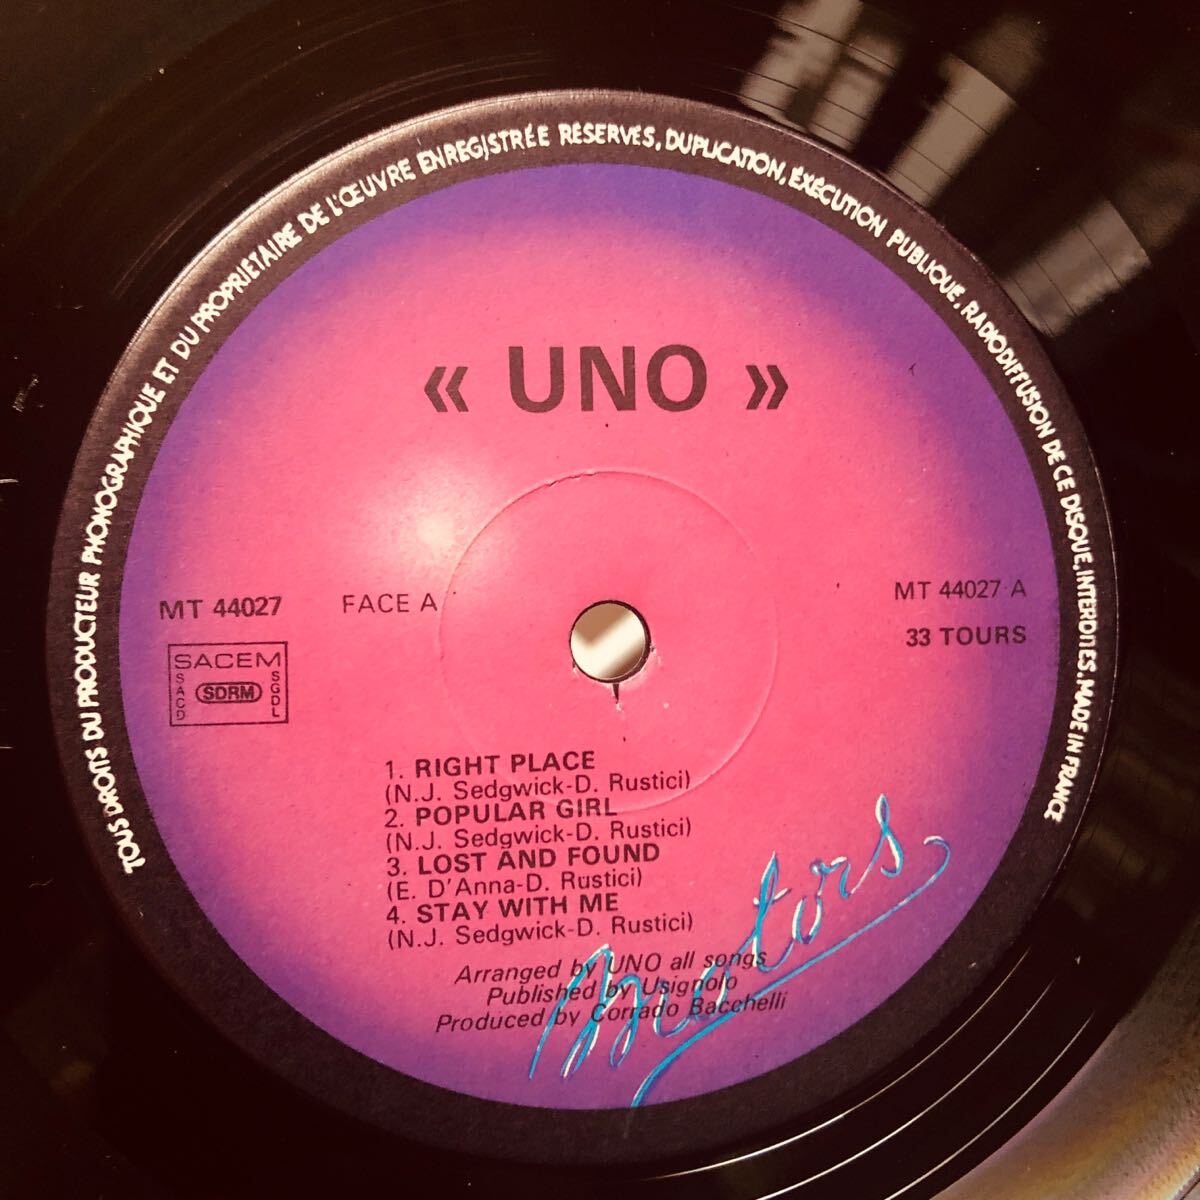 TOUS DROITS DU PRODUCTEUR PHONOGRAPHIQUE ET DU PROPRIÉTAIRE DE L'ŒUVRE ENREGISTRÉE RÉSERVÉS, DUPLICATION, EXÉCUTION PUBLIQUE, RADIODIFFUSION DE CE DISQUE, INTERDITES. MADE IN FRANCE
« UNO »
MT 44027
FACE A
MT 44027 A
33 TOURS
SACEM
SACD
SDRM
SGDL
1. RIGHT PLACE
(N.J. Sedgwick-D. Rustici)
2. POPULAR GIRL
(N.J. Sedgwick-D. Rustici)
3. LOST AND FOUND
(E. D'Anna-D. Rustici)
4. STAY WITH ME
(N.J. Sedgwick-D. Rustici)
Arranged by UNO all songs
Published by Usignolo
Produced by Corrado Bacchelli
Motors